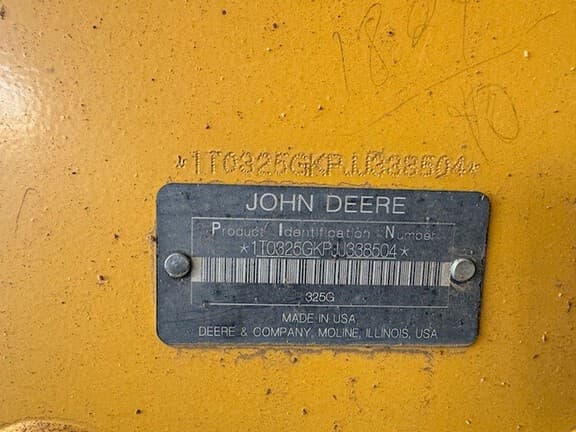 *1T0325GKPJJ338504*
JOHN DEERE
Product Identification Number
*1T0325GKPJJ338504*
325G
MADE IN USA
DEERE & COMPANY, MOLINE, ILLINOIS, USA